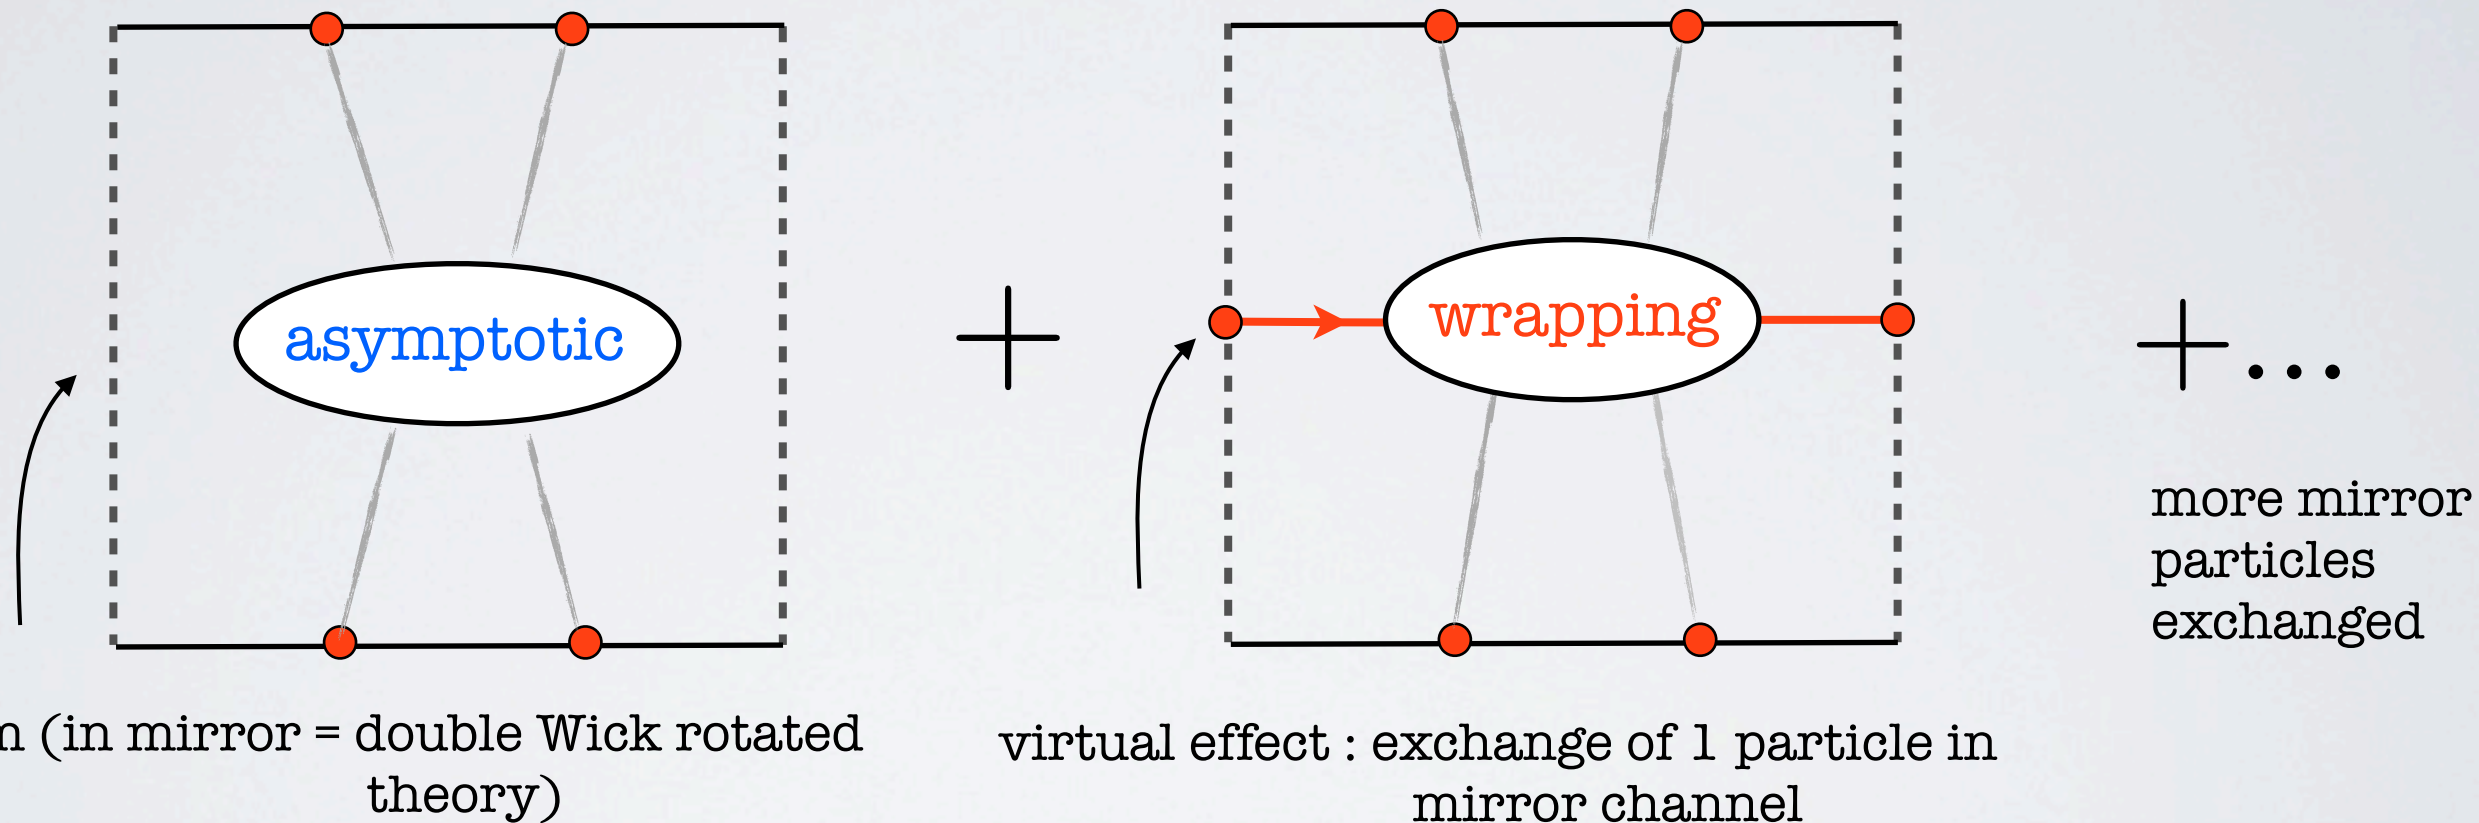 asymptotic
+
wrapping
+...
more mirror
particles
exchanged
(in mirror = double Wick rotated
theory)
virtual effect : exchange of 1 particle in
mirror channel